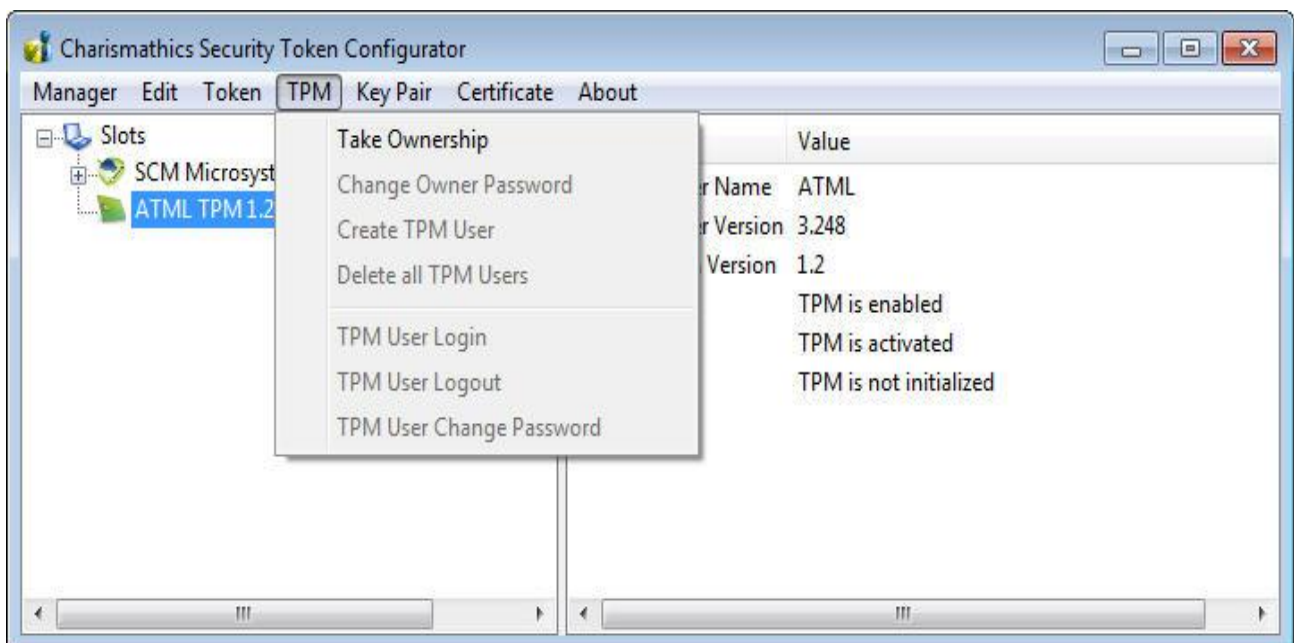 Charismathics Security Token Configurator
Manager Edit Token TPM Key Pair Certificate About
Slots
SCM Microsyst
ATML TPM 1.2
Take Ownership
Change Owner Password
Create TPM User
Delete all TPM Users
TPM User Login
TPM User Logout
TPM User Change Password
Value
r Name ATML
r Version 3.248
Version 1.2
TPM is enabled
TPM is activated
TPM is not initialized